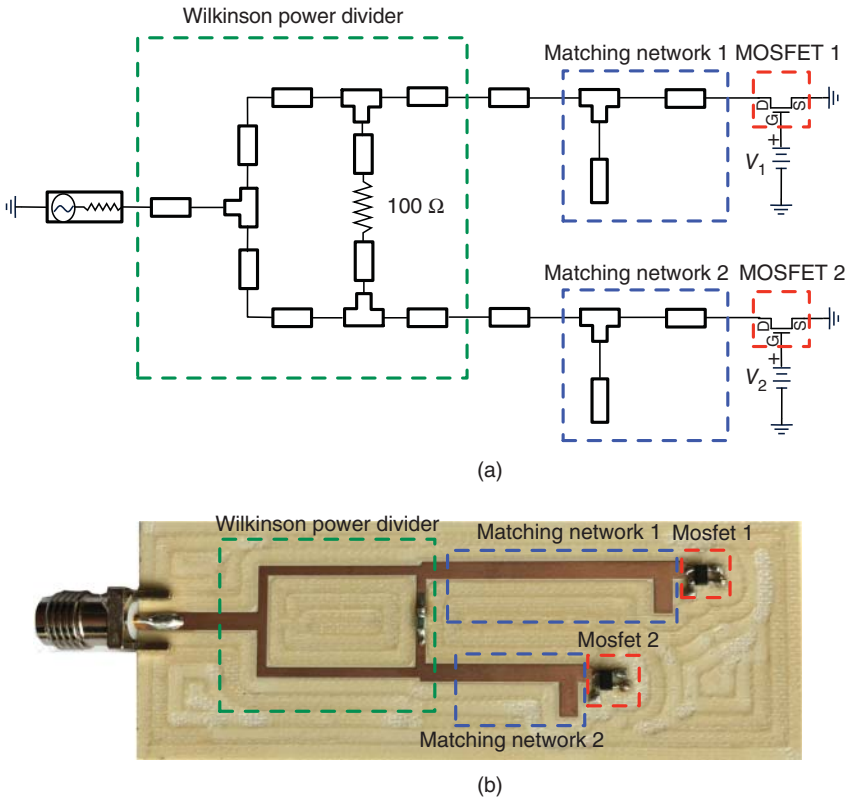 Wilkinson power divider
Matching network 1 MOSFET 1
D
G
S
+
V1
100 Ω
Matching network 2 MOSFET 2
D
G
S
+
V2
(a)
Wilkinson power divider
Matching network 1
Mosfet 1
Mosfet 2
Matching network 2
(b)